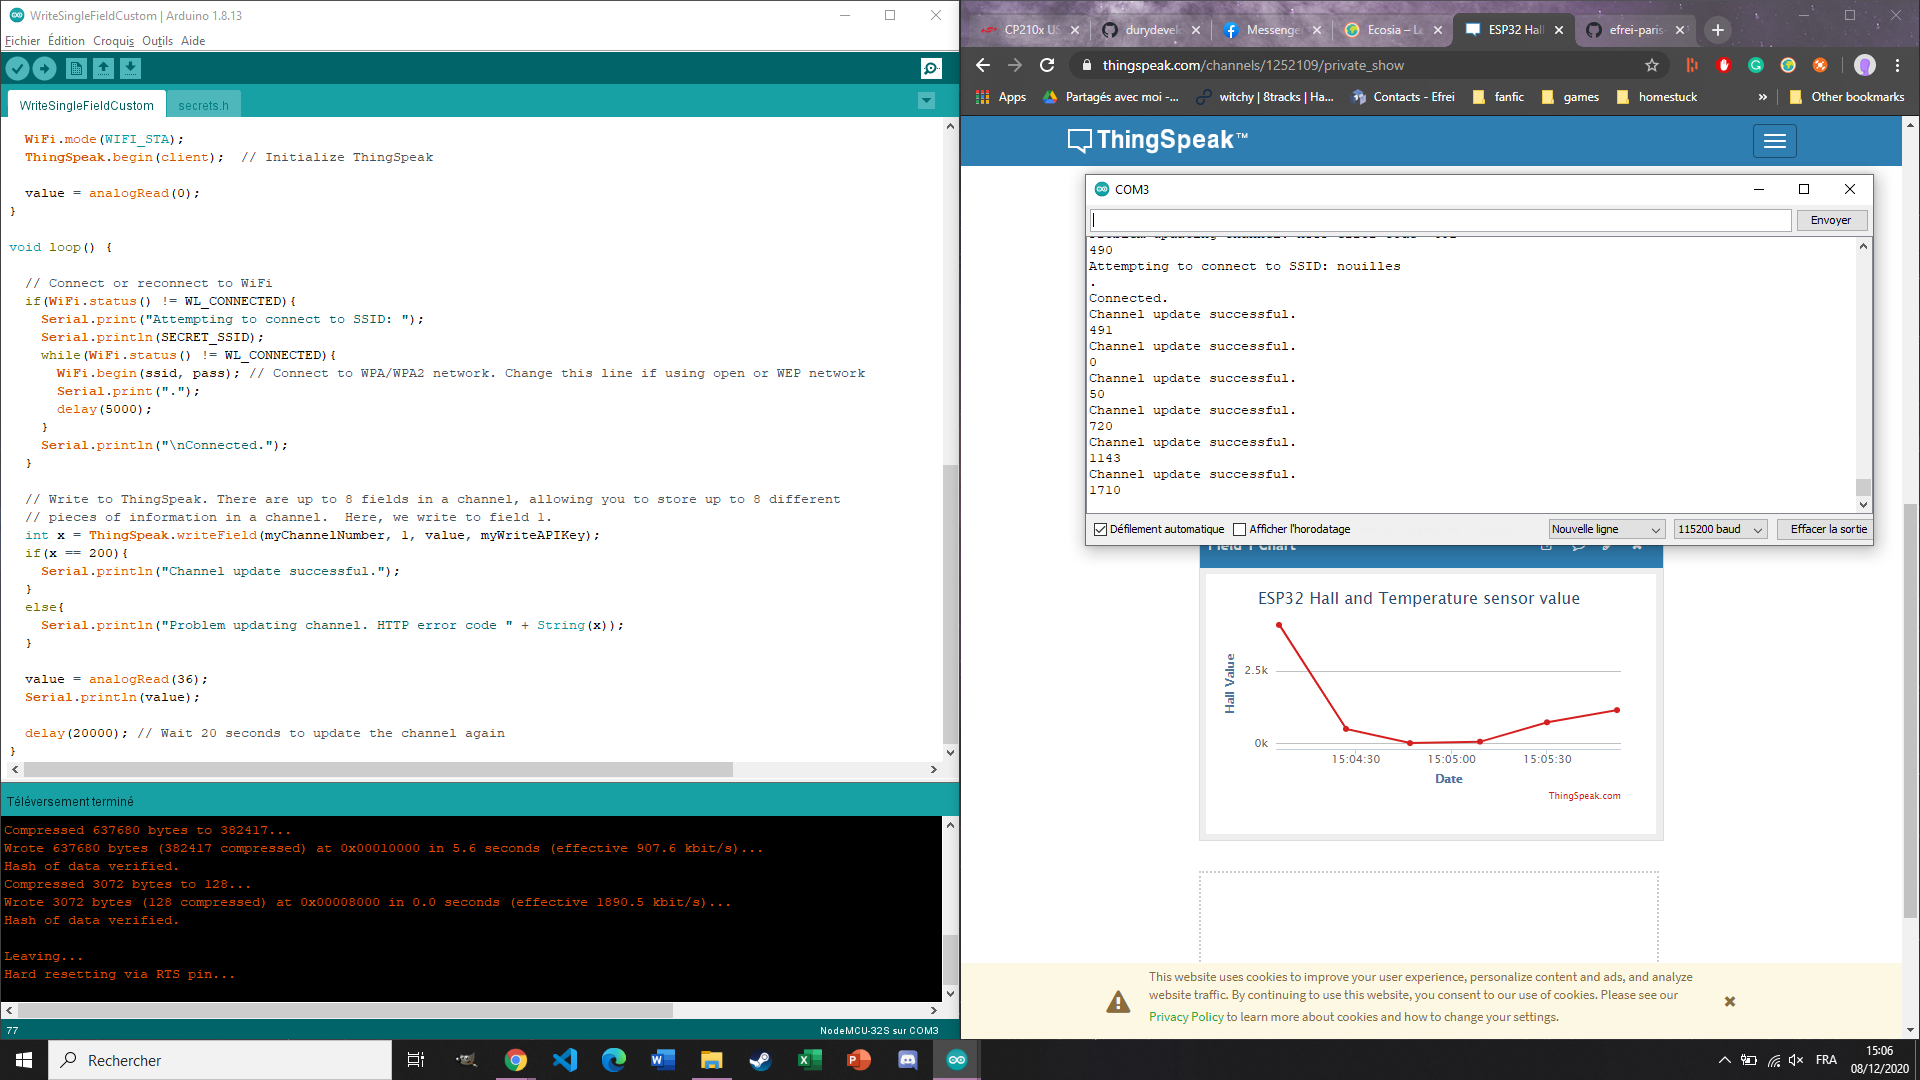 WriteSingleFieldCustom | Arduino 1.8.13
Fichier Édition Croquis Outils Aide
WriteSingleFieldCustom secrets.h
WiFi.mode(WIFI_STA);
ThingSpeak.begin(client); // Initialize ThingSpeak
value = analogRead(0);
}
void loop() {
// Connect or reconnect to WiFi
if(WiFi.status() != WL_CONNECTED){
Serial.print("Attempting to connect to SSID: ");
Serial.println(SECRET_SSID);
while(WiFi.status() != WL_CONNECTED){
WiFi.begin(ssid, pass); // Connect to WPA/WPA2 network. Change this line if using open or WEP network
Serial.print(".");
delay(5000);
}
Serial.println("\nConnected.");
}
// Write to ThingSpeak. There are up to 8 fields in a channel, allowing you to store up to 8 different
// pieces of information in a channel.  Here, we write to field 1.
int x = ThingSpeak.writeField(myChannelNumber, 1, value, myWriteAPIKey);
if(x == 200){
Serial.println("Channel update successful.");
}
else{
Serial.println("Problem updating channel. HTTP error code " + String(x));
}
value = analogRead(36);
Serial.println(value);
delay(20000); // Wait 20 seconds to update the channel again
}
Téléversement terminé
Compressed 637680 bytes to 382417...
Wrote 637680 bytes (382417 compressed) at 0x00010000 in 5.6 seconds (effective 907.6 kbit/s)...
Hash of data verified.
Compressed 3072 bytes to 128...
Wrote 3072 bytes (128 compressed) at 0x00008000 in 0.0 seconds (effective 1890.5 kbit/s)...
Hash of data verified.
Leaving...
Hard resetting via RTS pin...
77
NodeMCU-32S sur COM3
CP210x US durydevel Messenge Ecosia – L ESP32 Hall efrei-paris
thingspeak.com/channels/1252109/private_show
Apps Partagés avec moi -... witchy | 8tracks | Ha... Contacts - Efrei fanfic games homestuck » Other bookmarks
ThingSpeak™
COM3
Envoyer
490
Attempting to connect to SSID: nouilles
.
Connected.
Channel update successful.
491
Channel update successful.
0
Channel update successful.
50
Channel update successful.
720
Channel update successful.
1143
Channel update successful.
1710
Défilement automatique Afficher l'horodatage Nouvelle ligne 115200 baud Effacer la sortie
Field 1 Chart
ESP32 Hall and Temperature sensor value
Hall Value
2.5k
0k
15:04:30 15:05:00 15:05:30
Date
ThingSpeak.com
This website uses cookies to improve your user experience, personalize content and ads, and analyze
website traffic. By continuing to use this website, you consent to our use of cookies. Please see our
Privacy Policy to learn more about cookies and how to change your settings.
Rechercher
FRA
15:06
08/12/2020